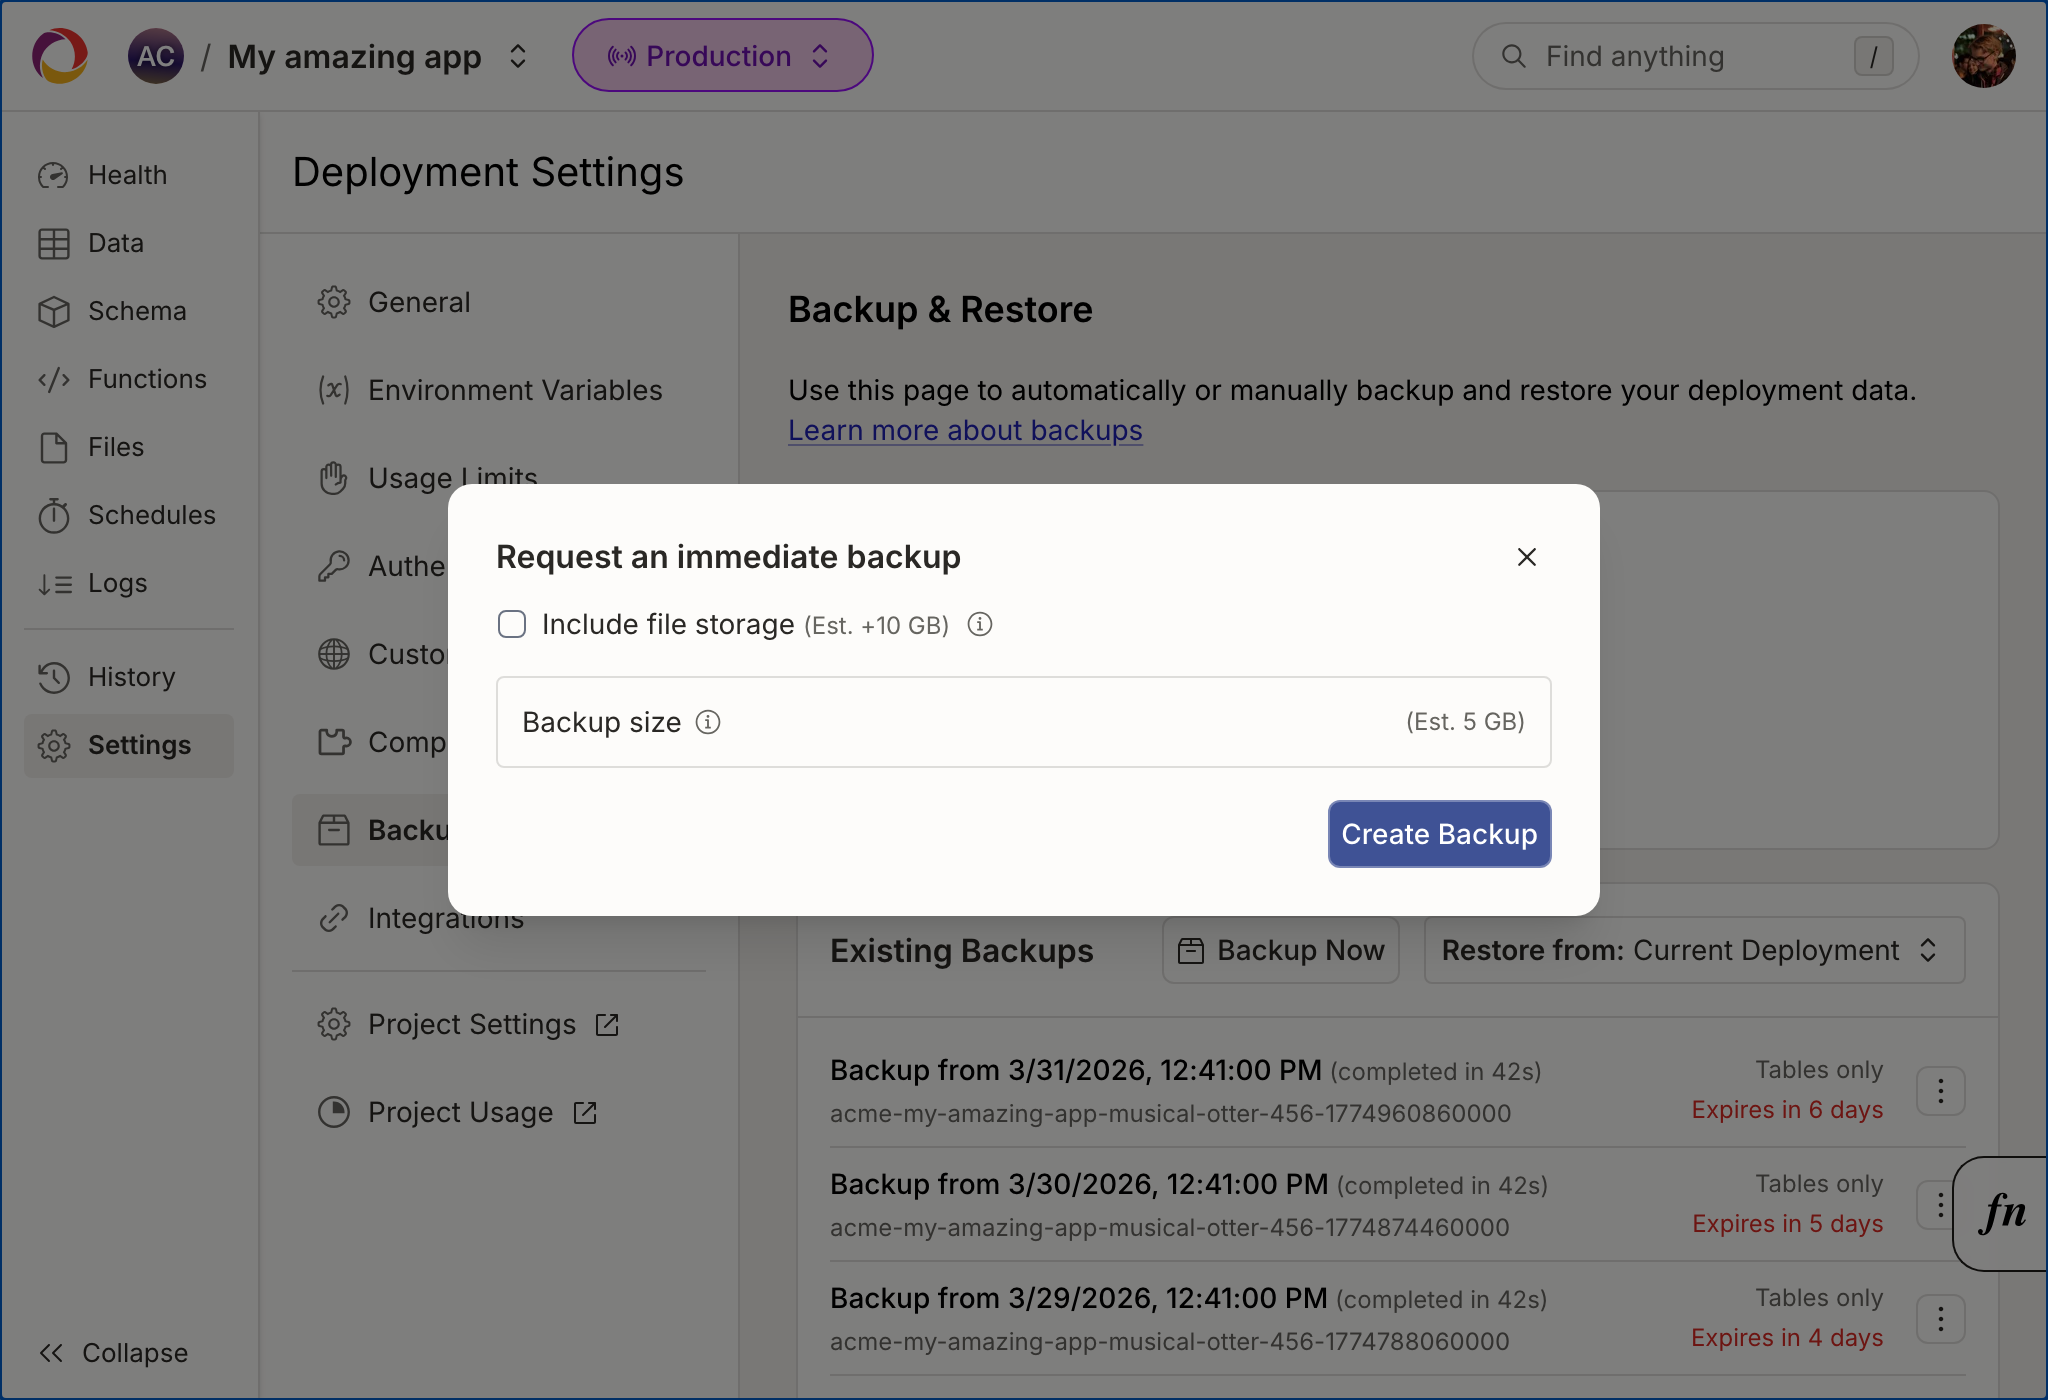 AC / My amazing app
Production
Find anything /
Health
Data
Schema
Functions
Files
Schedules
Logs
History
Settings
Collapse
Deployment Settings
General
Environment Variables
Usage Limits
Authe
Custo
Comp
Backu
Integrations
Project Settings
Project Usage
Backup & Restore
Use this page to automatically or manually backup and restore your deployment data.
Learn more about backups
Request an immediate backup
Include file storage (Est. +10 GB)
Backup size (Est. 5 GB)
Create Backup
Existing Backups
Backup Now
Restore from: Current Deployment
Backup from 3/31/2026, 12:41:00 PM (completed in 42s)
Tables only
acme-my-amazing-app-musical-otter-456-1774960860000
Expires in 6 days
Backup from 3/30/2026, 12:41:00 PM (completed in 42s)
Tables only
acme-my-amazing-app-musical-otter-456-1774874460000
Expires in 5 days
Backup from 3/29/2026, 12:41:00 PM (completed in 42s)
Tables only
acme-my-amazing-app-musical-otter-456-1774788060000
Expires in 4 days
fn